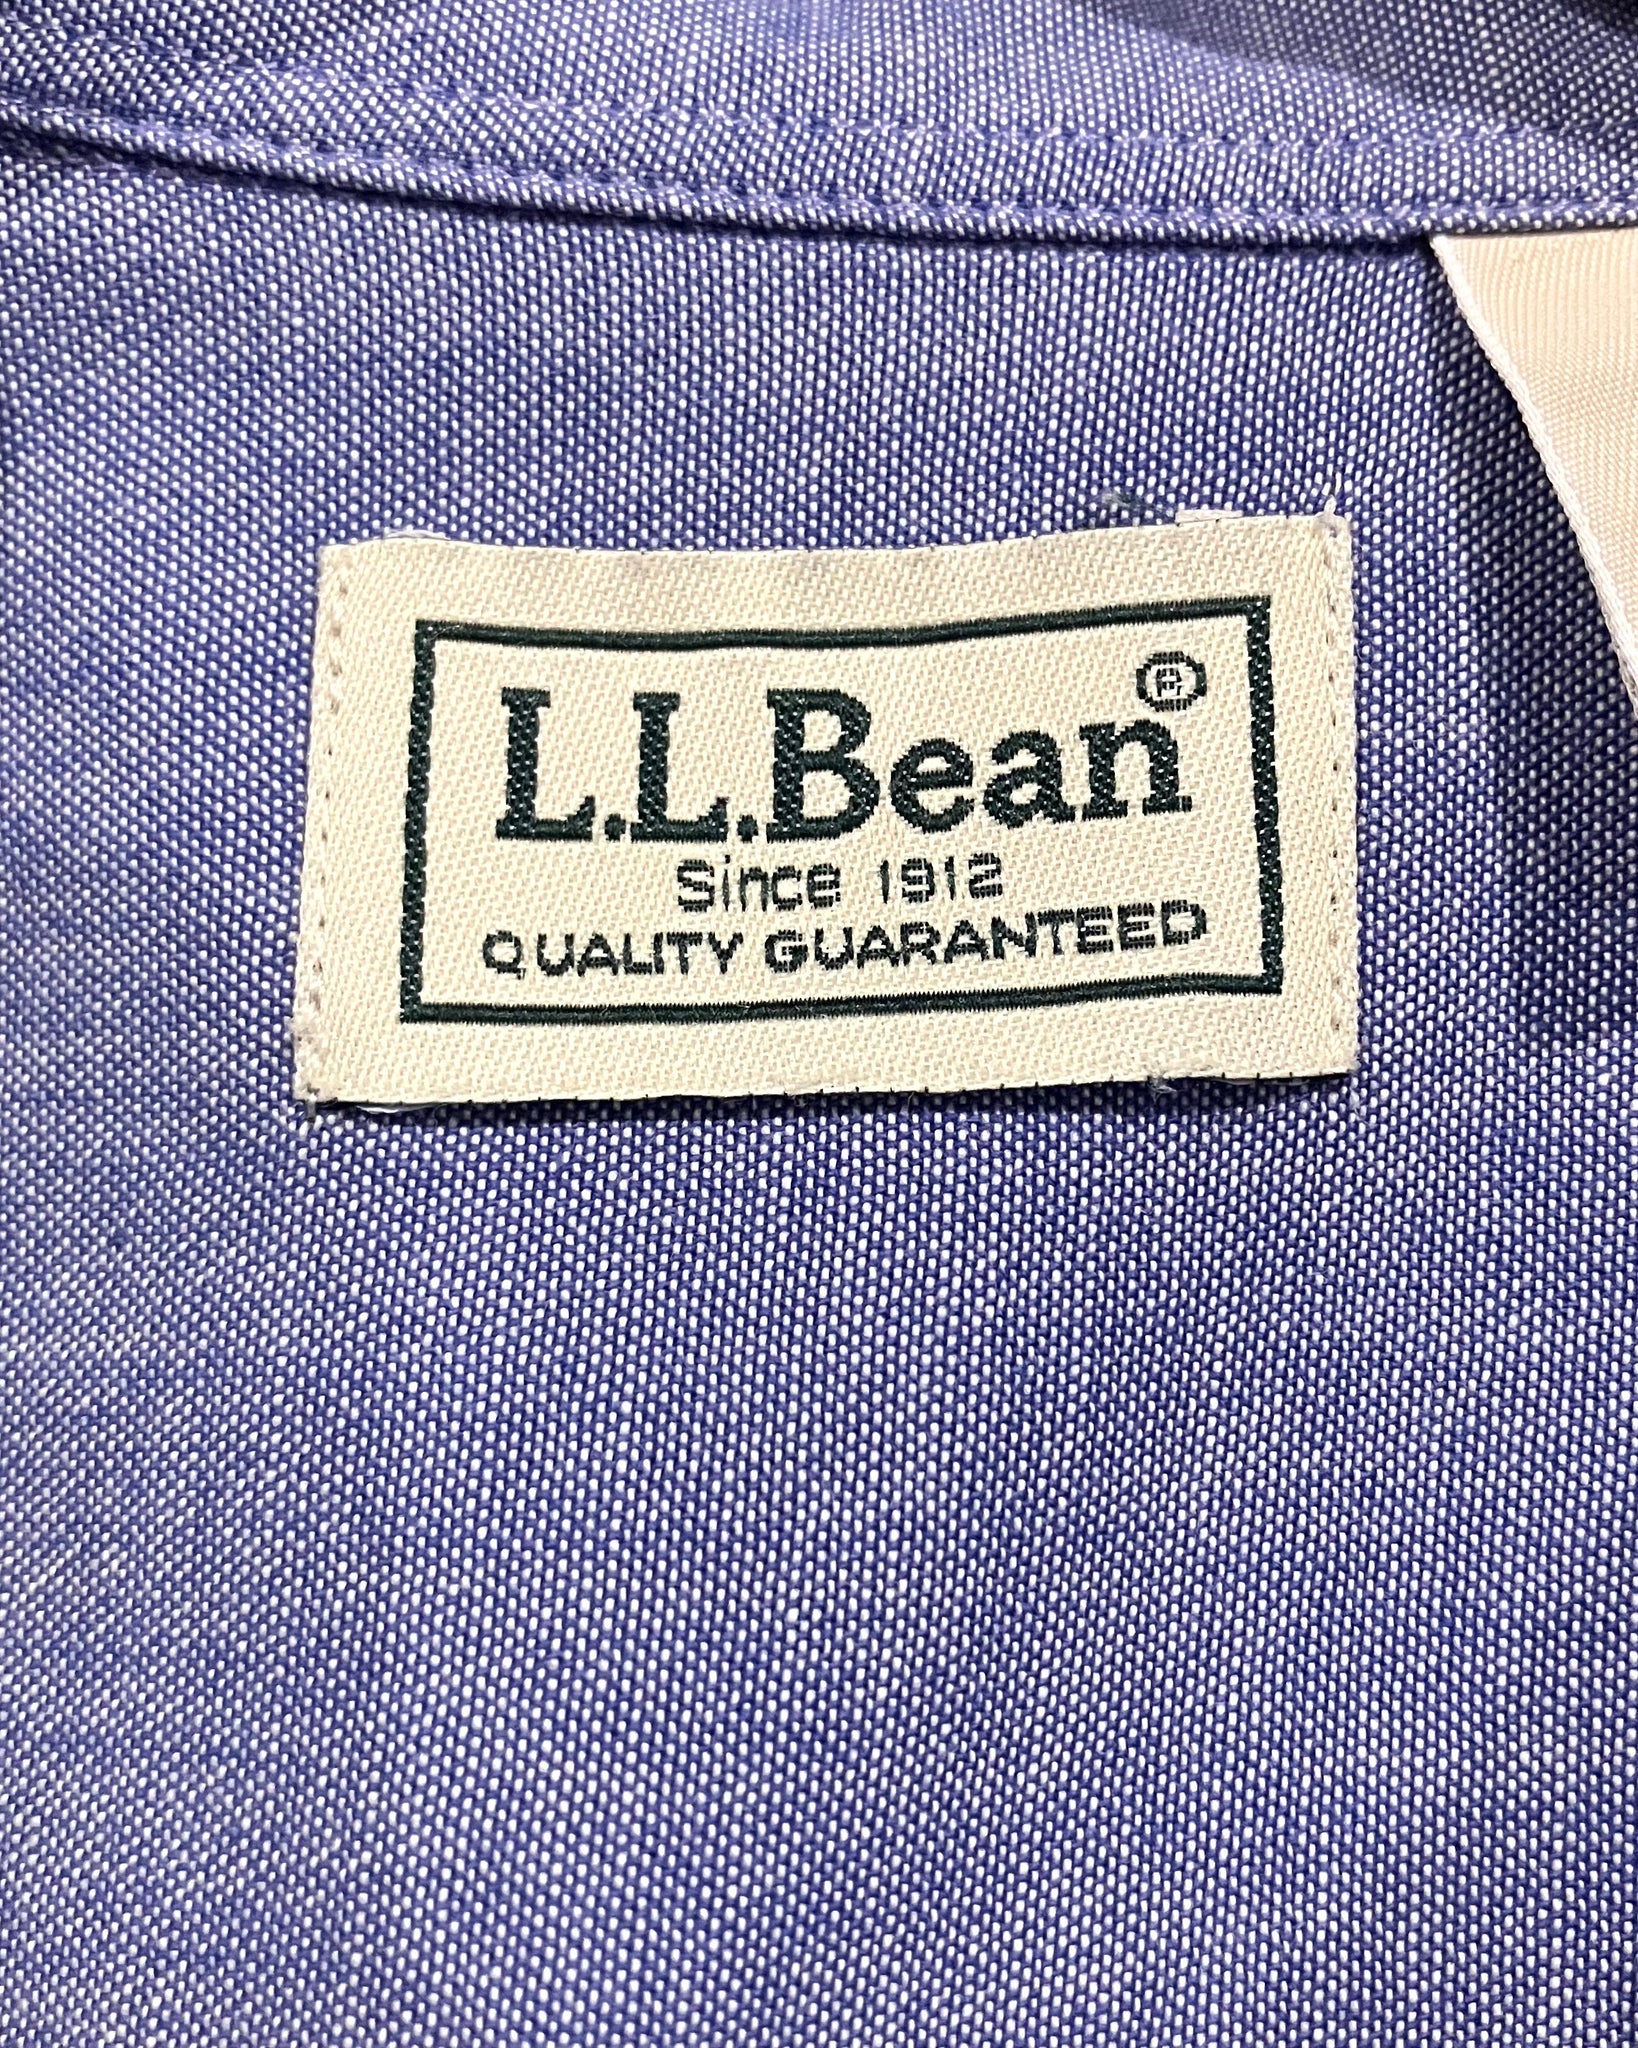 L.L.Bean®
Since 1912
QUALITY GUARANTEED